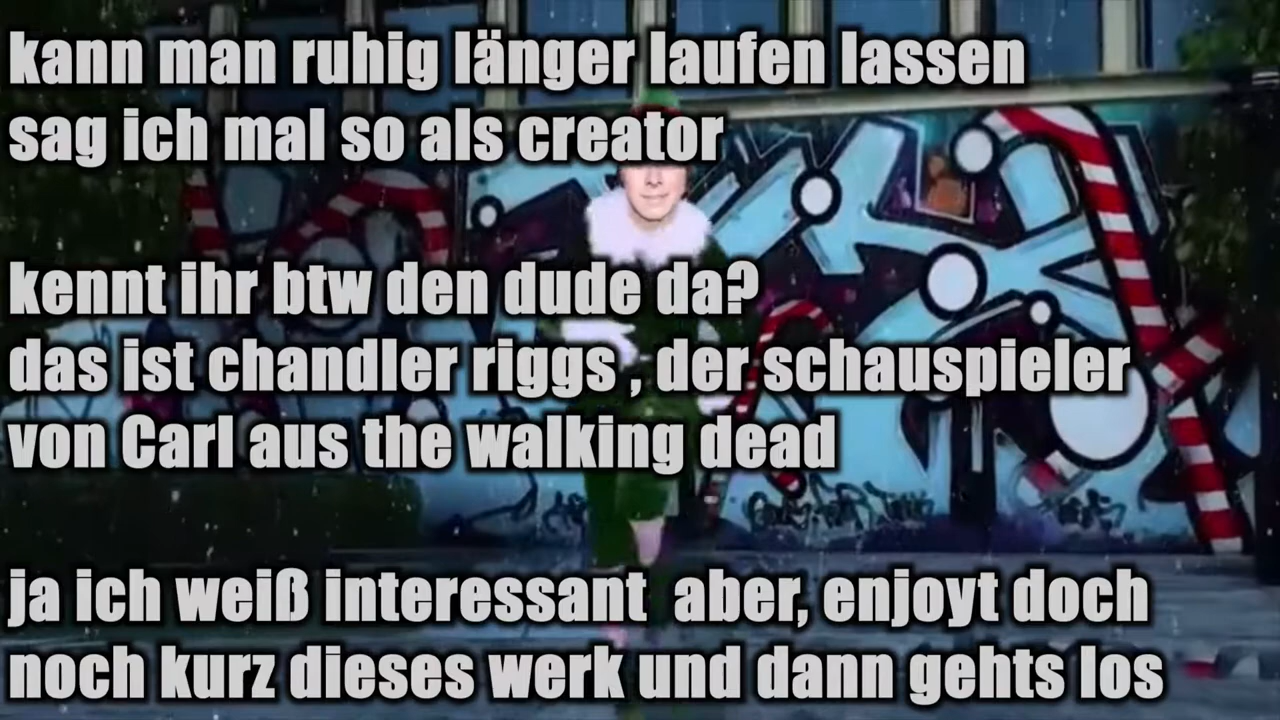 kann man ruhig länger laufen lassen
sag ich mal so als creator
kennt ihr btw den dude da?
das ist chandler riggs , der schauspieler
von Carl aus the walking dead
ja ich weiß interessant  aber, enjoyt doch
noch kurz dieses werk und dann gehts los